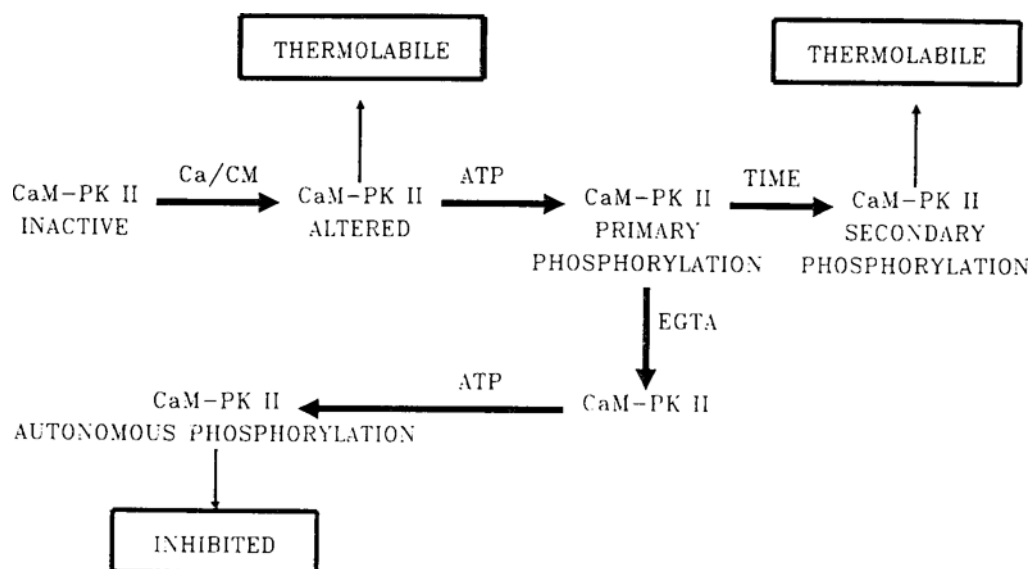 THERMOLABILE
THERMOLABILE
CaM-PK II
INACTIVE
Ca/CM
CaM-PK II
ALTERED
ATP
CaM-PK II
PRIMARY
PHOSPHORYLATION
TIME
CaM-PK II
SECONDARY
PHOSPHORYLATION
EGTA
CaM-PK II
ATP
CaM-PK II
AUTONOMOUS PHOSPHORYLATION
INHIBITED